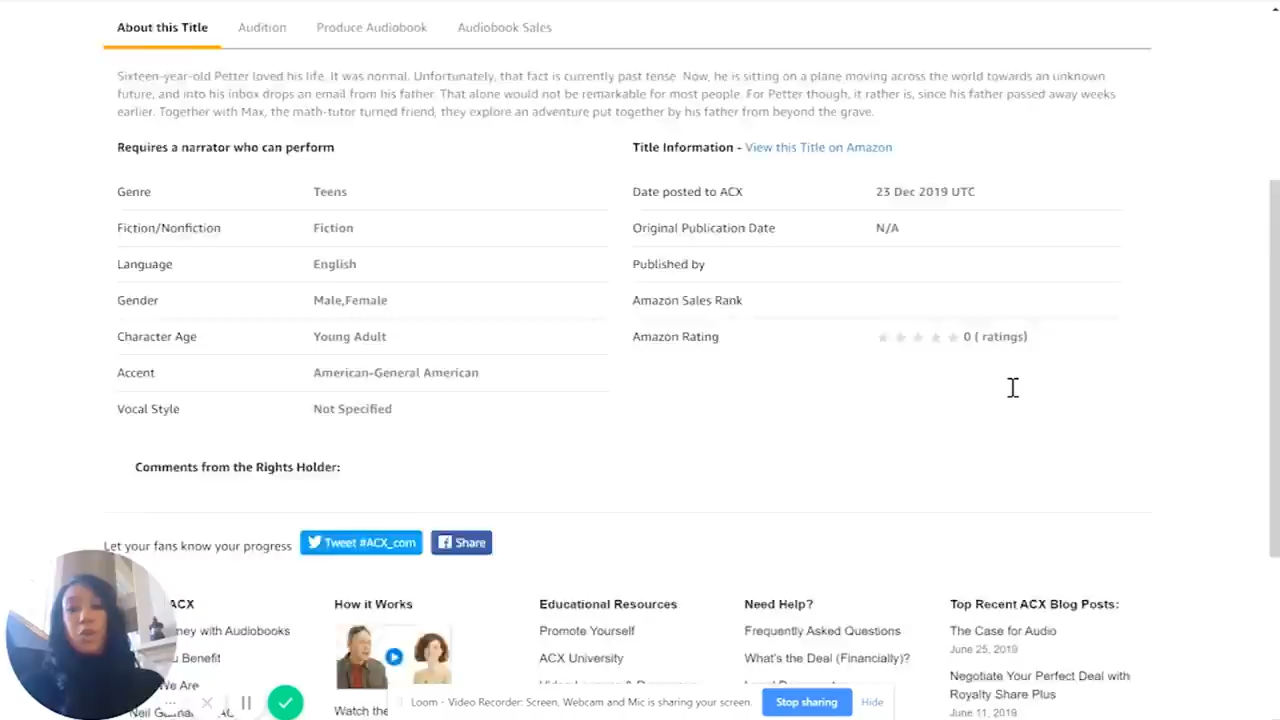 About this Title Audition Produce Audiobook Audiobook Sales
Sixteen-year-old Petter loved his life. It was normal. Unfortunately, that fact is currently past tense. Now, he is sitting on a plane moving across the world towards an unknown
future, and into his inbox drops an email from his father. That alone would not be remarkable for most people. For Petter though, it rather is, since his father passed away weeks
earlier. Together with Max, the math-tutor turned friend, they explore an adventure put together by his father from beyond the grave.
Requires a narrator who can perform
Genre Teens
Fiction/Nonfiction Fiction
Language English
Gender Male,Female
Character Age Young Adult
Accent American-General American
Vocal Style Not Specified
Title Information - View this Title on Amazon
Date posted to ACX 23 Dec 2019 UTC
Original Publication Date N/A
Published by
Amazon Sales Rank
Amazon Rating 0 ( ratings)
Comments from the Rights Holder:
Let your fans know your progress Tweet #ACX_com Share
ACX
ney with Audiobooks
u Benefit
We Are
How it Works
Watch the
Educational Resources
Promote Yourself
ACX University
Need Help?
Frequently Asked Questions
What's the Deal (Financially)?
Top Recent ACX Blog Posts:
The Case for Audio
June 25, 2019
Negotiate Your Perfect Deal with
Royalty Share Plus
June 11, 2019
Loom - Video Recorder: Screen, Webcam and Mic is sharing your screen. Stop sharing Hide